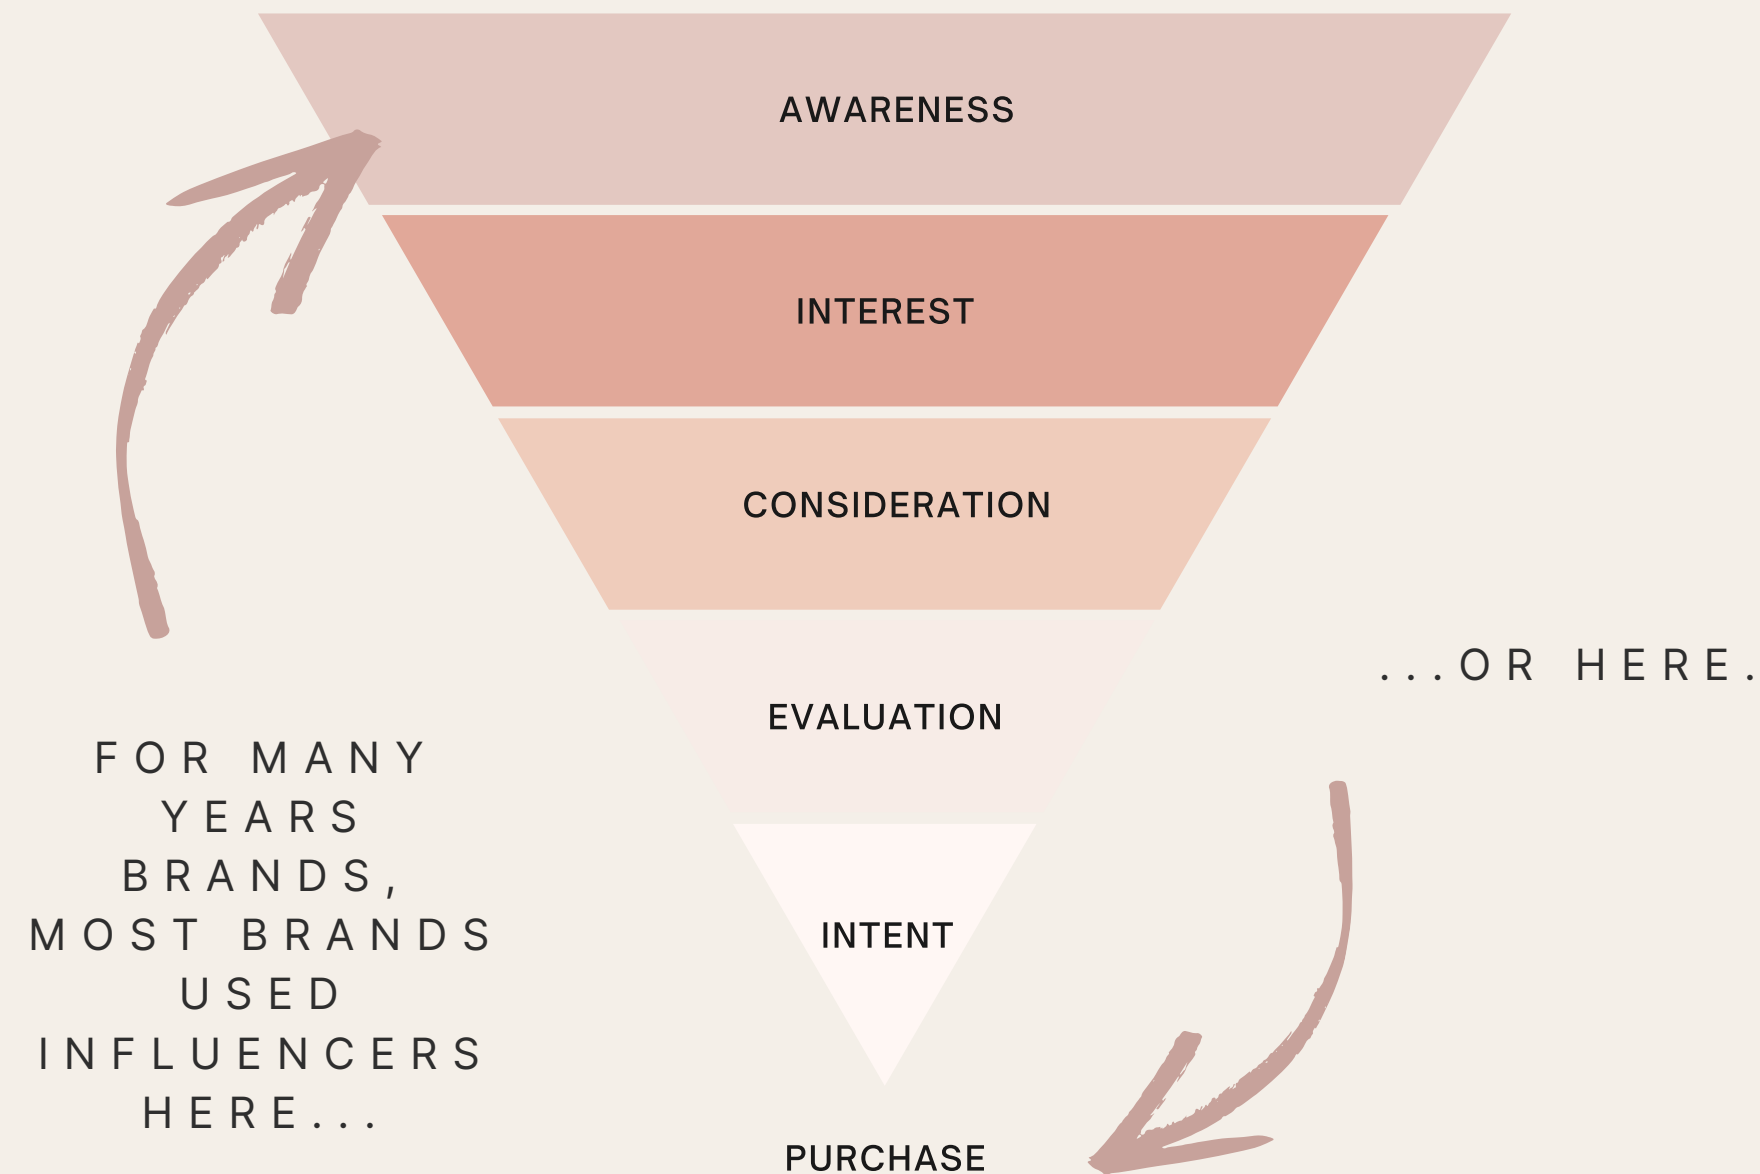 AWARENESS
INTEREST
CONSIDERATION
EVALUATION
INTENT
PURCHASE
FOR MANY
YEARS
BRANDS,
MOST BRANDS
USED
INFLUENCERS
HERE...
...OR HERE.